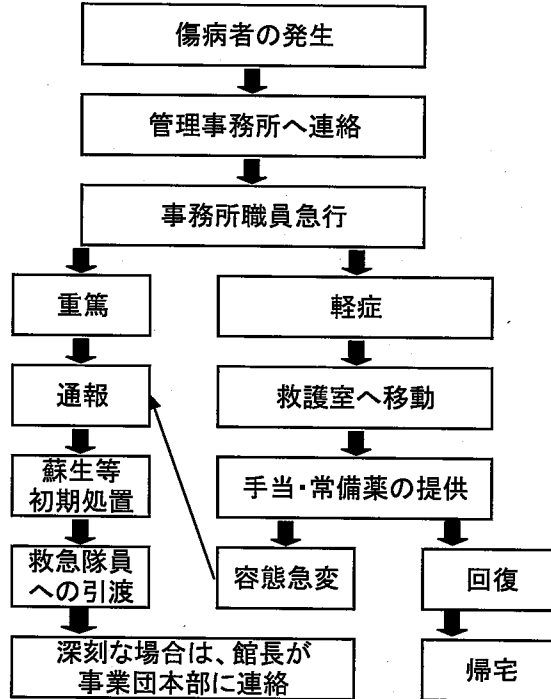 傷病者の発生
管理事務所へ連絡
事務所職員急行
重篤
軽症
通報
救護室へ移動
蘇生等
初期処置
手当・常備薬の提供
救急隊員
への引渡
容態急変
回復
深刻な場合は、館長が
事業団本部に連絡
帰宅